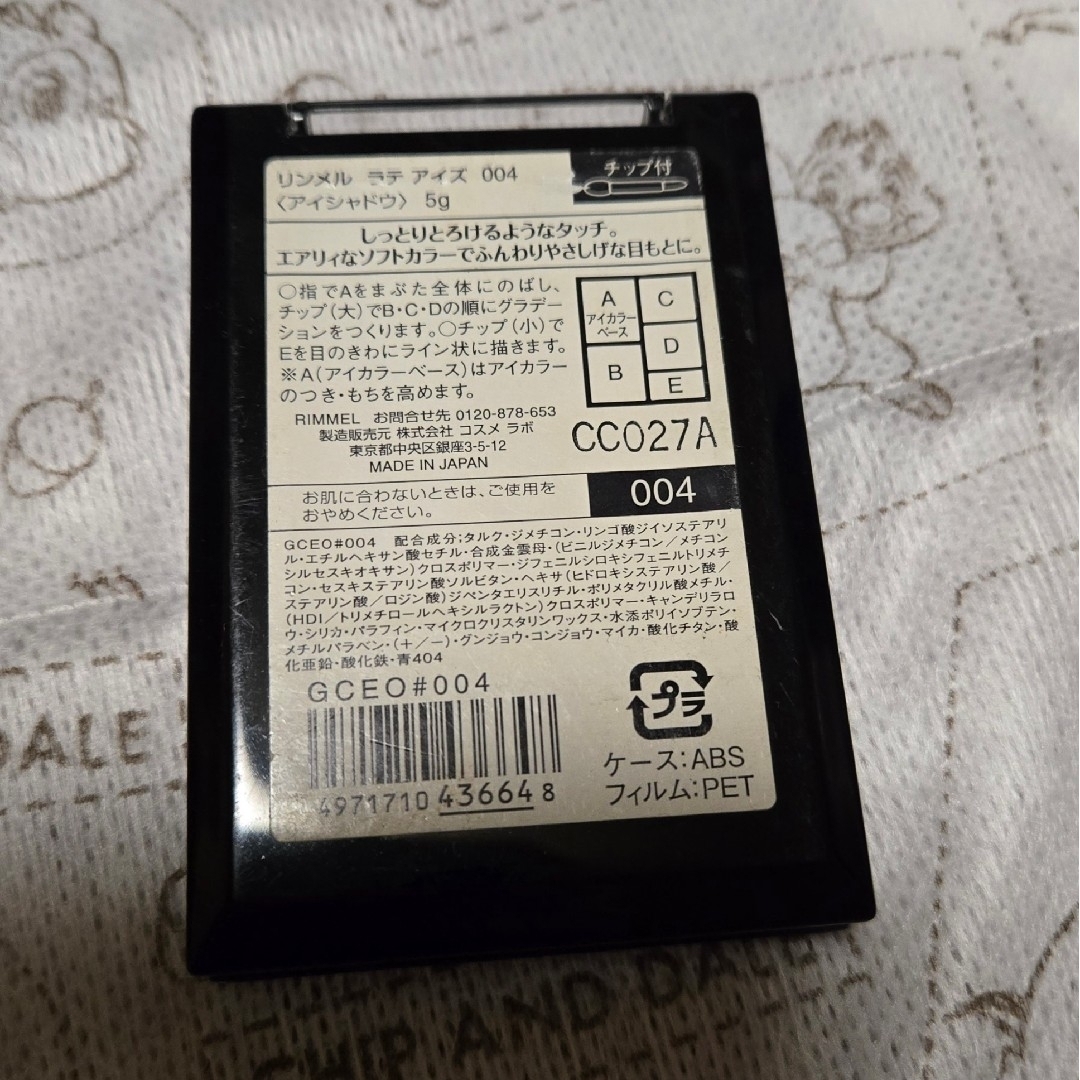 リンメル ラテ アイズ 004
〈アイシャドウ〉 5g
チップ付
しっとりとろけるようなタッチ。
エアリィなソフトカラーでふんわりやさしげな目もとに。
○指でAをまぶた全体にのばし、
チップ(大)でB・C・Dの順にグラデー
ションをつくります。○チップ(小)で
Eを目のきわにライン状に描きます。
※A(アイカラーベース)はアイカラー
のつき・もちを高めます。
A
アイカラー
ベース
B
C
D
E
RIMMEL お問合せ先 0120-878-653
製造販売元 株式会社 コスメ ラボ
東京都中央区銀座3-5-12
MADE IN JAPAN
CC027A
お肌に合わないときは、ご使用を
おやめください。
004
GCEO#004 配合成分;タルク・ジメチコン・リンゴ酸ジイソステアリ
ル・エチルヘキサン酸セチル・合成金雲母・(ビニルジメチコン/メチコン
シルセスキオキサン)クロスポリマー・ジフェニルシロキシフェニルトリメチ
コン・セスキステアリン酸ソルビタン・ヘキサ(ヒドロキシステアリン酸/
ステアリン酸/ロジン酸)ジペンタエリスリチル・ポリメタクリル酸メチル・
(HDI/トリメチロールヘキシルラクトン)クロスポリマー・キャンデリラロ
ウ・シリカ・パラフィン・マイクロクリスタリンワックス・水添ポリイソブテン・
メチルパラベン・(+/−)・グンジョウ・コンジョウ・マイカ・酸化チタン・酸
化亜鉛・酸化鉄・青404
GCEO#004
4971710 436648
プラ
ケース:ABS
フィルム:PET
DALE
CHIP AND DALE